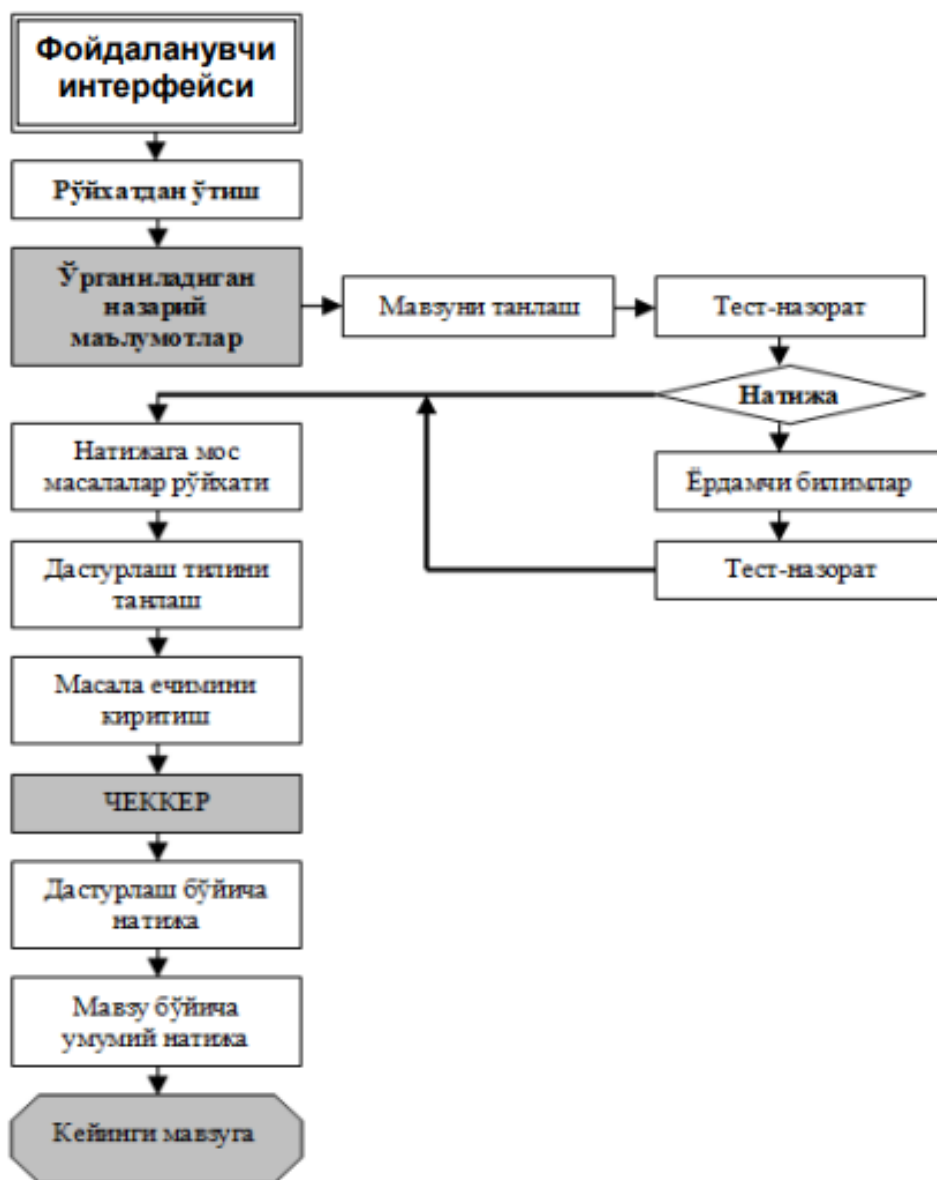 Фойдаланувчи
интерфейси
Рўйхатдан ўтиш
Ўрганиладиган
назарий
маълумотлар
Мавзуни танлаш
Тест-назорат
Натижа
Натижага мос
масалалар рўйхати
Ёрдамчи билимлар
Тест-назорат
Дастурлаш тилини
танлаш
Масала ечимини
киритиш
ЧЕККЕР
Дастурлаш бўйича
натижа
Мавзу бўйича
умумий натижа
Кейинги мавзуга